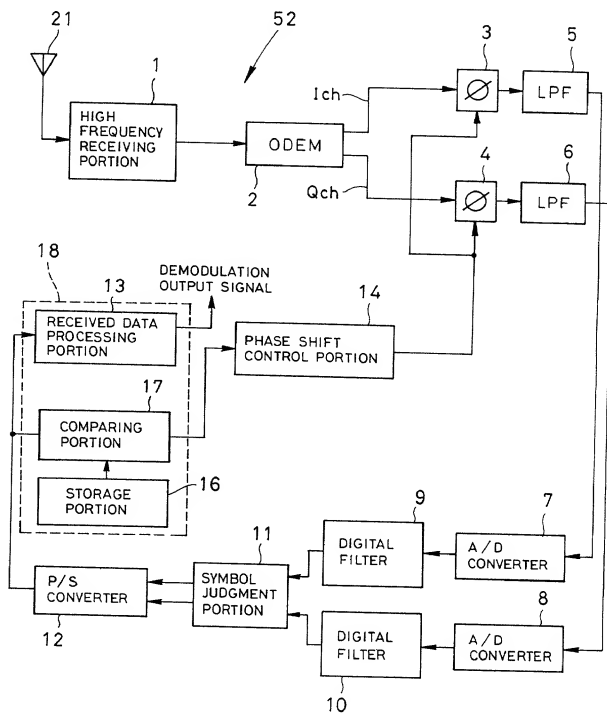 21
52
1
HIGH
FREQUENCY
RECEIVING
PORTION
ODEM
2
Ich
Qch
3
5
LPF
4
6
LPF
18
13
DEMODULATION
OUTPUT SIGNAL
RECEIVED DATA
PROCESSING
PORTION
14
PHASE SHIFT
CONTROL PORTION
17
COMPARING
PORTION
STORAGE
PORTION
16
9
DIGITAL
FILTER
7
A/D
CONVERTER
11
SYMBOL
JUDGMENT
PORTION
P/S
CONVERTER
12
DIGITAL
FILTER
10
8
A/D
CONVERTER